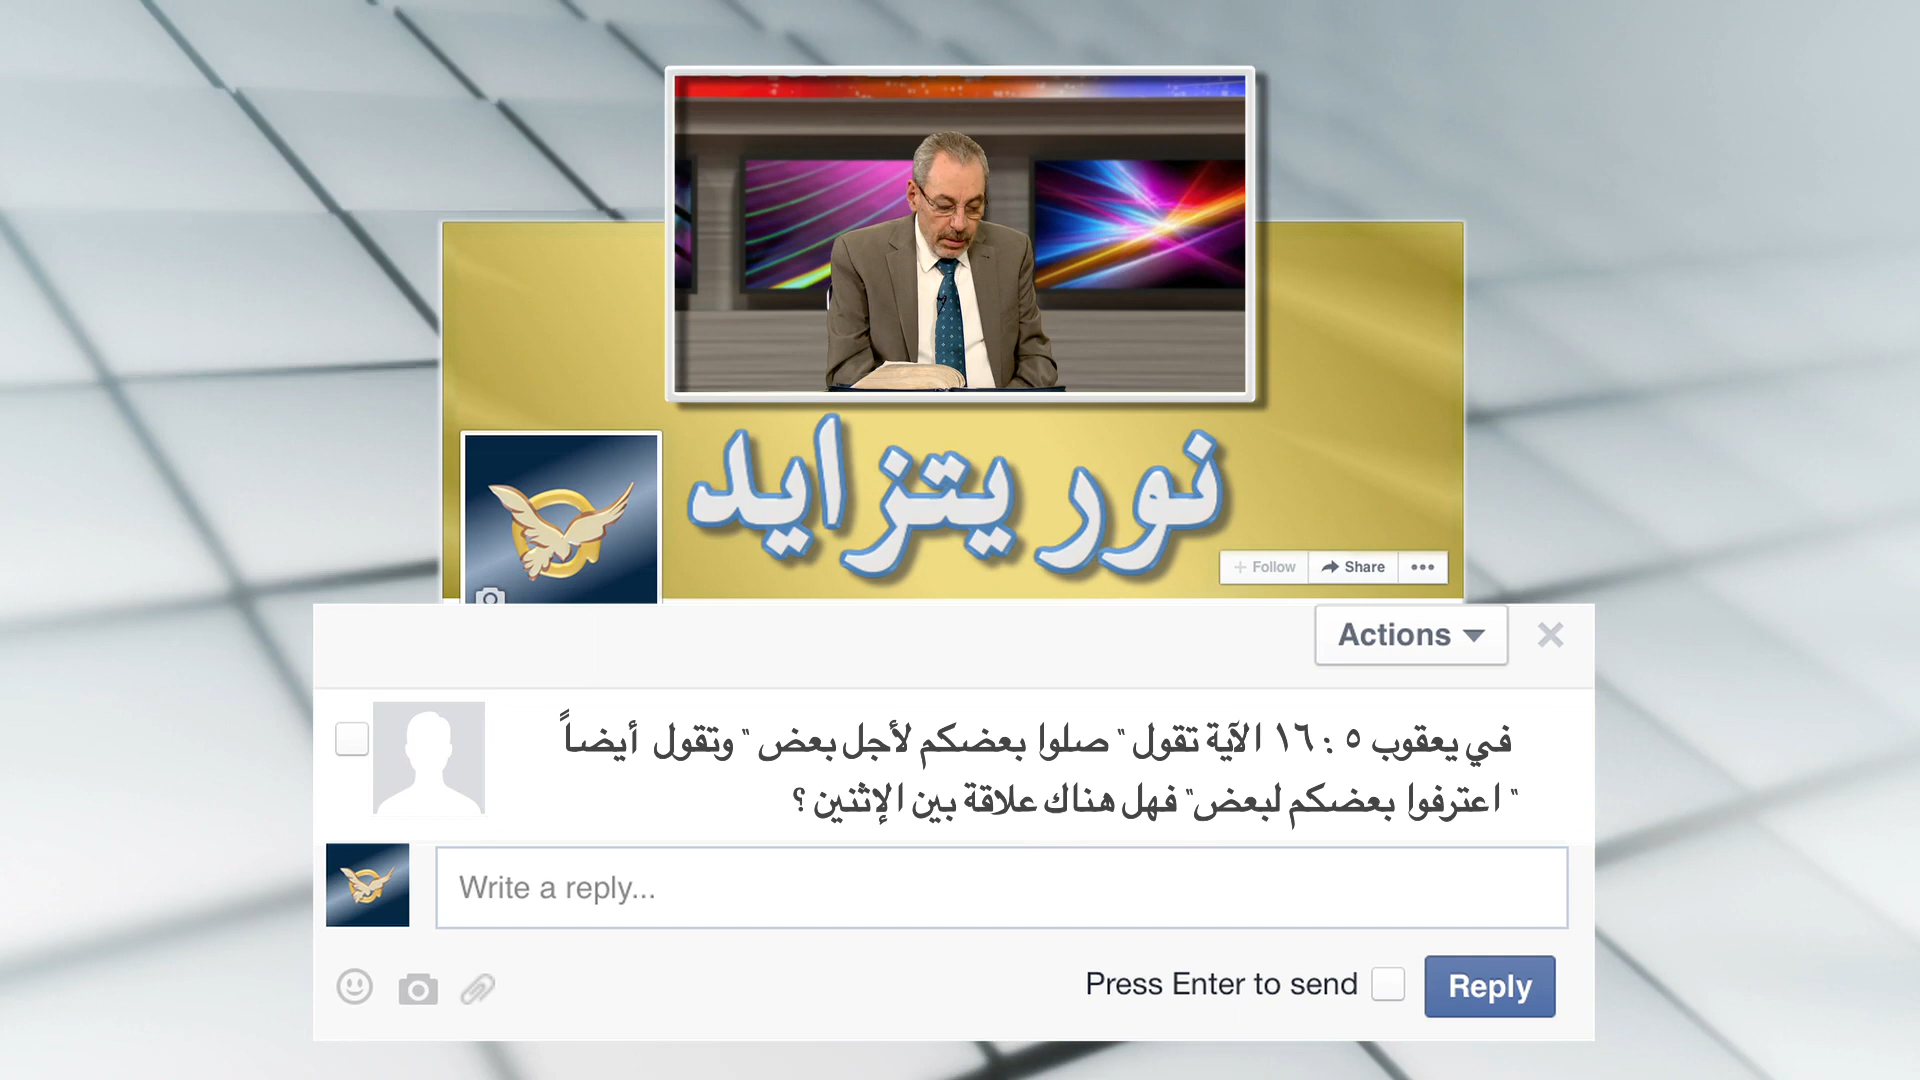 نور يتزايد
+ Follow
Share
•••
Actions
في يعقوب ٥ : ١٦ الآية تقول " صلوا بعضكم لأجل بعض " وتقول أيضاً
" اعترفوا بعضكم لبعض" فهل هناك علاقة بين الإثنين ؟
Write a reply...
Press Enter to send
Reply